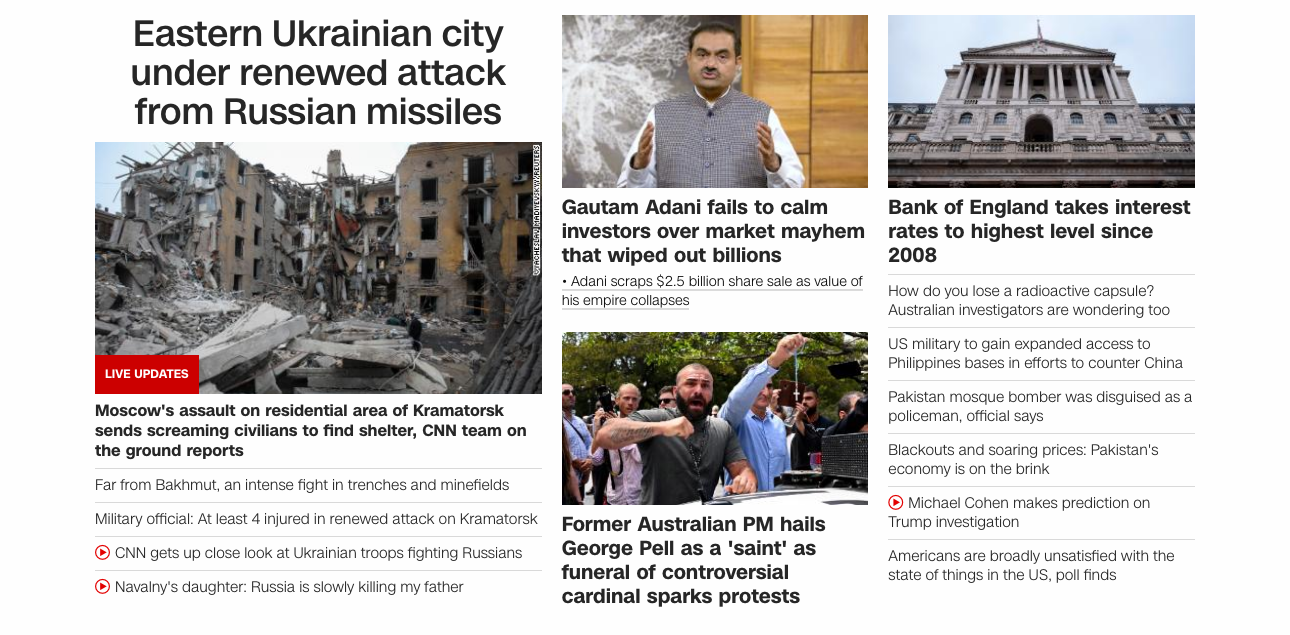 Eastern Ukrainian city
under renewed attack
from Russian missiles
VYACHESLAV MADIYEVSKYY/REUTERS
LIVE UPDATES
Moscow's assault on residential area of Kramatorsk
sends screaming civilians to find shelter, CNN team on
the ground reports
Far from Bakhmut, an intense fight in trenches and minefields
Military official: At least 4 injured in renewed attack on Kramatorsk
CNN gets up close look at Ukrainian troops fighting Russians
Navalny's daughter: Russia is slowly killing my father
Gautam Adani fails to calm
investors over market mayhem
that wiped out billions
• Adani scraps $2.5 billion share sale as value of
his empire collapses
Former Australian PM hails
George Pell as a 'saint' as
funeral of controversial
cardinal sparks protests
Bank of England takes interest
rates to highest level since
2008
How do you lose a radioactive capsule?
Australian investigators are wondering too
US military to gain expanded access to
Philippines bases in efforts to counter China
Pakistan mosque bomber was disguised as a
policeman, official says
Blackouts and soaring prices: Pakistan's
economy is on the brink
Michael Cohen makes prediction on
Trump investigation
Americans are broadly unsatisfied with the
state of things in the US, poll finds